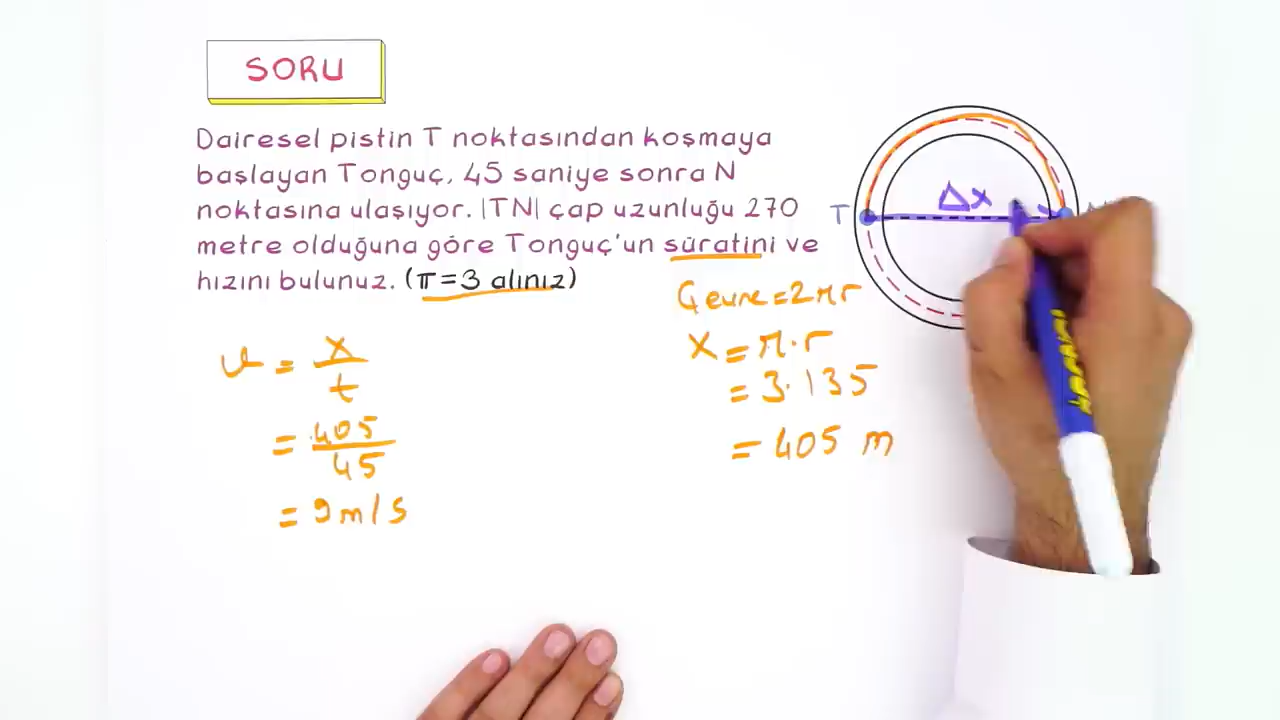 SORU
Dairesel pistin T noktasından koşmaya
başlayan Tonguç, 45 saniye sonra N
noktasına ulaşıyor. |TN| çap uzunluğu 270
metre olduğuna göre Tonguç'un süratini ve
hızını bulunuz. (π=3 alınız)
T
Δx
Çevre=2πr
x = π.r
= 3.135
= 405 m
v = x/t
= 405/45
= 9m/s